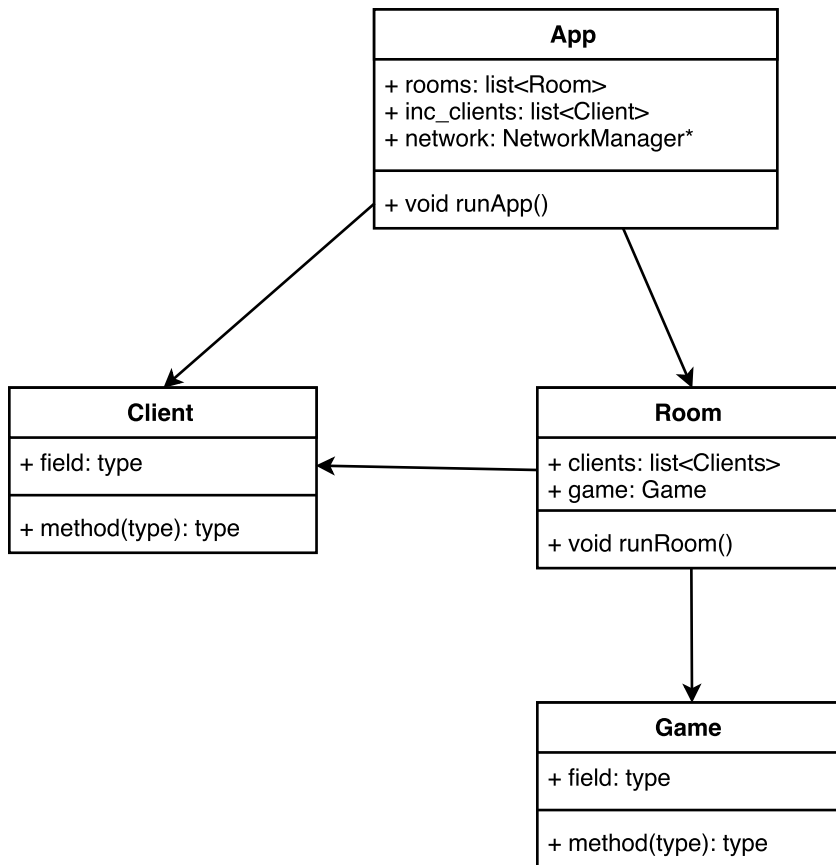 App
+ rooms: list<Room>
+ inc_clients: list<Client>
+ network: NetworkManager*
+ void runApp()
Client
+ field: type
+ method(type): type
Room
+ clients: list<Clients>
+ game: Game
+ void runRoom()
Game
+ field: type
+ method(type): type